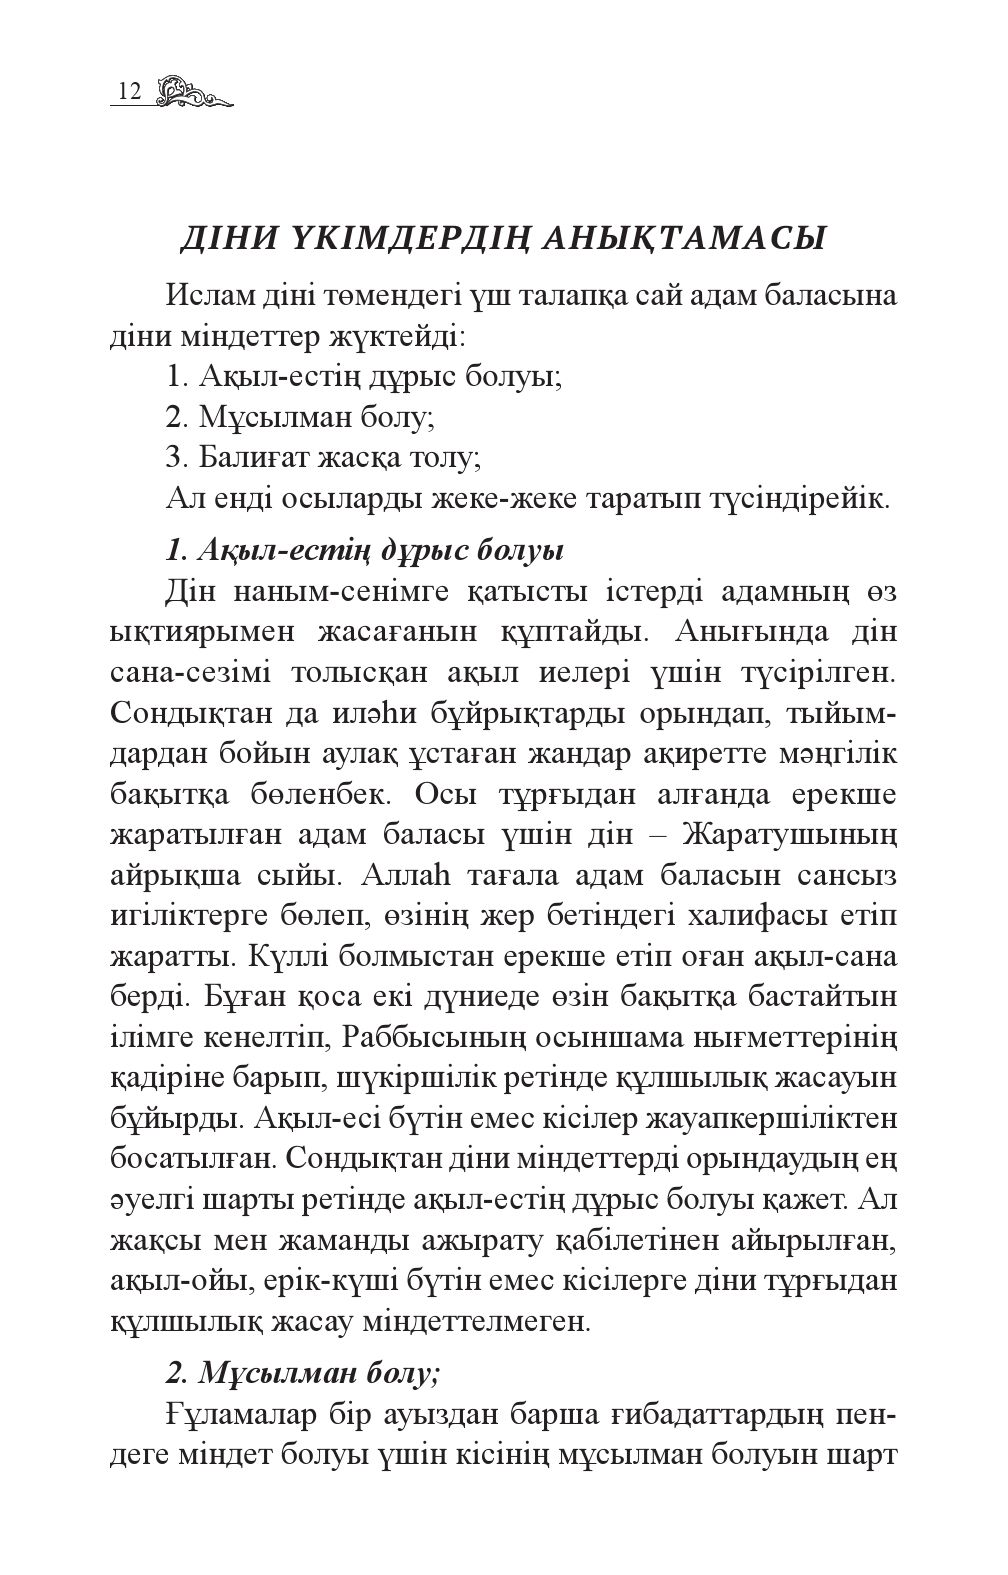 12
ДІНИ ҮКІМДЕРДІҢ АНЫҚТАМАСЫ
Ислам діні төмендегі үш талапқа сай адам баласына
діни міндеттер жүктейді:
1. Ақыл-естің дұрыс болуы;
2. Мұсылман болу;
3. Балиғат жасқа толу;
Ал енді осыларды жеке-жеке таратып түсіндірейік.
1. Ақыл-естің дұрыс болуы
Дін наным-сенімге қатысты істерді адамның өз
ықтиярымен жасағанын құптайды. Анығында дін
сана-сезімі толысқан ақыл иелері үшін түсірілген.
Сондықтан да иләһи бұйрықтарды орындап, тыйым-
дардан бойын аулақ ұстаған жандар ақиретте мәңгілік
бақытқа бөленбек. Осы тұрғыдан алғанда ерекше
жаратылған адам баласы үшін дін – Жаратушының
айрықша сыйы. Аллаһ тағала адам баласын сансыз
игіліктерге бөлеп, өзінің жер бетіндегі халифасы етіп
жаратты. Күллі болмыстан ерекше етіп оған ақыл-сана
берді. Бұған қоса екі дүниеде өзін бақытқа бастайтын
ілімге кенелтіп, Раббысының осыншама нығметтерінің
қадіріне барып, шүкіршілік ретінде құлшылық жасауын
бұйырды. Ақыл-есі бүтін емес кісілер жауапкершіліктен
босатылған. Сондықтан діни міндеттерді орындаудың ең
әуелгі шарты ретінде ақыл-естің дұрыс болуы қажет. Ал
жақсы мен жаманды ажырату қабілетінен айырылған,
ақыл-ойы, ерік-күші бүтін емес кісілерге діни тұрғыдан
құлшылық жасау міндеттелмеген.
2. Мұсылман болу;
Ғұламалар бір ауыздан барша ғибадаттардың пен-
деге міндет болуы үшін кісінің мұсылман болуын шарт